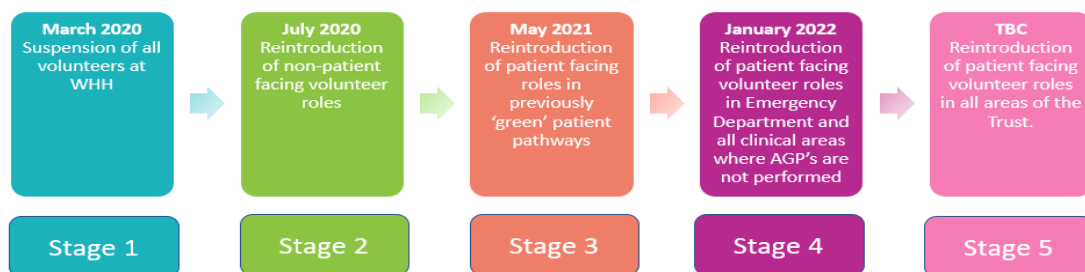 March 2020
Suspension of all
volunteers at
WHH
July 2020
Reintroduction
of non-patient
facing volunteer
roles
May 2021
Reintroduction
of patient facing
roles in
previously
‘green’ patient
pathways
January 2022
Reintroduction
of patient facing
volunteer roles
in Emergency
Department and
all clinical areas
where AGP’s are
not performed
TBC
Reintroduction
of patient facing
volunteer roles
in all areas of the
Trust.
Stage 1
Stage 2
Stage 3
Stage 4
Stage 5